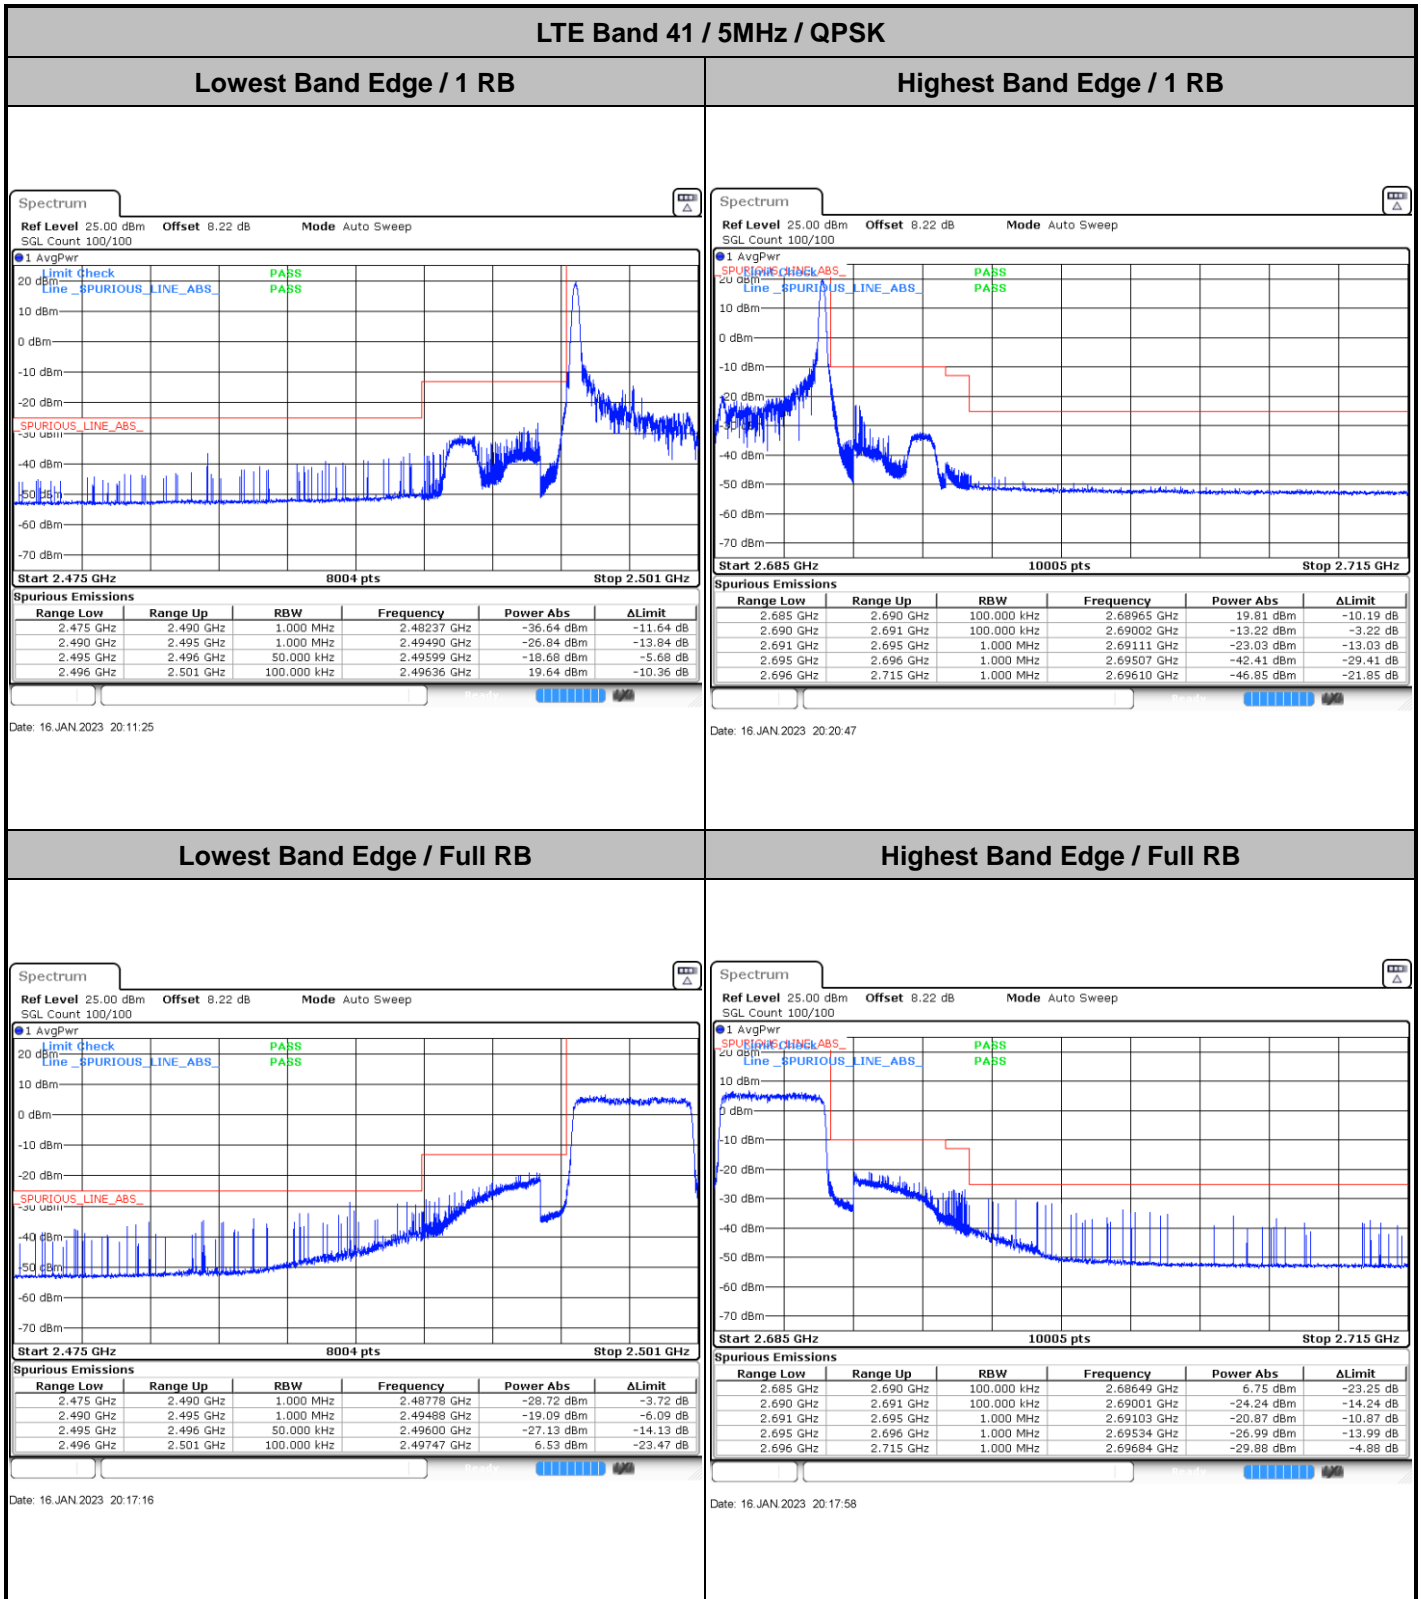 LTE Band 41 / 5MHz / QPSK
Lowest Band Edge / 1 RB
Highest Band Edge / 1 RB
Spectrum
Ref Level 25.00 dBm Offset 8.22 dB Mode Auto Sweep
SGL Count 100/100
1 AvgPwr
Limit Check PASS
20 dBm
Line _SPURIOUS_LINE_ABS_ PASS
10 dBm
0 dBm
-10 dBm
-20 dBm
_SPURIOUS_LINE_ABS_
-30 dBm
-40 dBm
-50 dBm
-60 dBm
-70 dBm
Start 2.475 GHz 8004 pts Stop 2.501 GHz
Spurious Emissions
Range Low Range Up RBW Frequency Power Abs ΔLimit
2.475 GHz 2.490 GHz 1.000 MHz 2.48237 GHz -36.64 dBm -11.64 dB
2.490 GHz 2.495 GHz 1.000 MHz 2.49490 GHz -26.84 dBm -13.84 dB
2.495 GHz 2.496 GHz 50.000 kHz 2.49599 GHz -18.68 dBm -5.68 dB
2.496 GHz 2.501 GHz 100.000 kHz 2.49636 GHz 19.64 dBm -10.36 dB
Ready
Date: 16.JAN.2023 20:11:25
Spectrum
Ref Level 25.00 dBm Offset 8.22 dB Mode Auto Sweep
SGL Count 100/100
1 AvgPwr
_SPURIOUS_LINE_ABS_
Limit Check PASS
20 dBm
Line _SPURIOUS_LINE_ABS_ PASS
10 dBm
0 dBm
-10 dBm
-20 dBm
-30 dBm
-40 dBm
-50 dBm
-60 dBm
-70 dBm
Start 2.685 GHz 10005 pts Stop 2.715 GHz
Spurious Emissions
Range Low Range Up RBW Frequency Power Abs ΔLimit
2.685 GHz 2.690 GHz 100.000 kHz 2.68965 GHz 19.81 dBm -10.19 dB
2.690 GHz 2.691 GHz 100.000 kHz 2.69002 GHz -13.22 dBm -3.22 dB
2.691 GHz 2.695 GHz 1.000 MHz 2.69111 GHz -23.03 dBm -13.03 dB
2.695 GHz 2.696 GHz 1.000 MHz 2.69507 GHz -42.41 dBm -29.41 dB
2.696 GHz 2.715 GHz 1.000 MHz 2.69610 GHz -46.85 dBm -21.85 dB
Ready
Date: 16.JAN.2023 20:20:47
Lowest Band Edge / Full RB
Highest Band Edge / Full RB
Spectrum
Ref Level 25.00 dBm Offset 8.22 dB Mode Auto Sweep
SGL Count 100/100
1 AvgPwr
Limit Check PASS
20 dBm
Line _SPURIOUS_LINE_ABS_ PASS
10 dBm
0 dBm
-10 dBm
-20 dBm
_SPURIOUS_LINE_ABS_
-30 dBm
-40 dBm
-50 dBm
-60 dBm
-70 dBm
Start 2.475 GHz 8004 pts Stop 2.501 GHz
Spurious Emissions
Range Low Range Up RBW Frequency Power Abs ΔLimit
2.475 GHz 2.490 GHz 1.000 MHz 2.48778 GHz -28.72 dBm -3.72 dB
2.490 GHz 2.495 GHz 1.000 MHz 2.49488 GHz -19.09 dBm -6.09 dB
2.495 GHz 2.496 GHz 50.000 kHz 2.49600 GHz -27.13 dBm -14.13 dB
2.496 GHz 2.501 GHz 100.000 kHz 2.49747 GHz 6.53 dBm -23.47 dB
Ready
Date: 16.JAN.2023 20:17:16
Spectrum
Ref Level 25.00 dBm Offset 8.22 dB Mode Auto Sweep
SGL Count 100/100
1 AvgPwr
_SPURIOUS_LINE_ABS_
Limit Check PASS
20 dBm
Line _SPURIOUS_LINE_ABS_ PASS
10 dBm
0 dBm
-10 dBm
-20 dBm
-30 dBm
-40 dBm
-50 dBm
-60 dBm
-70 dBm
Start 2.685 GHz 10005 pts Stop 2.715 GHz
Spurious Emissions
Range Low Range Up RBW Frequency Power Abs ΔLimit
2.685 GHz 2.690 GHz 100.000 kHz 2.68649 GHz 6.75 dBm -23.25 dB
2.690 GHz 2.691 GHz 100.000 kHz 2.69001 GHz -24.24 dBm -14.24 dB
2.691 GHz 2.695 GHz 1.000 MHz 2.69103 GHz -20.87 dBm -10.87 dB
2.695 GHz 2.696 GHz 1.000 MHz 2.69534 GHz -26.99 dBm -13.99 dB
2.696 GHz 2.715 GHz 1.000 MHz 2.69684 GHz -29.88 dBm -4.88 dB
Ready
Date: 16.JAN.2023 20:17:58